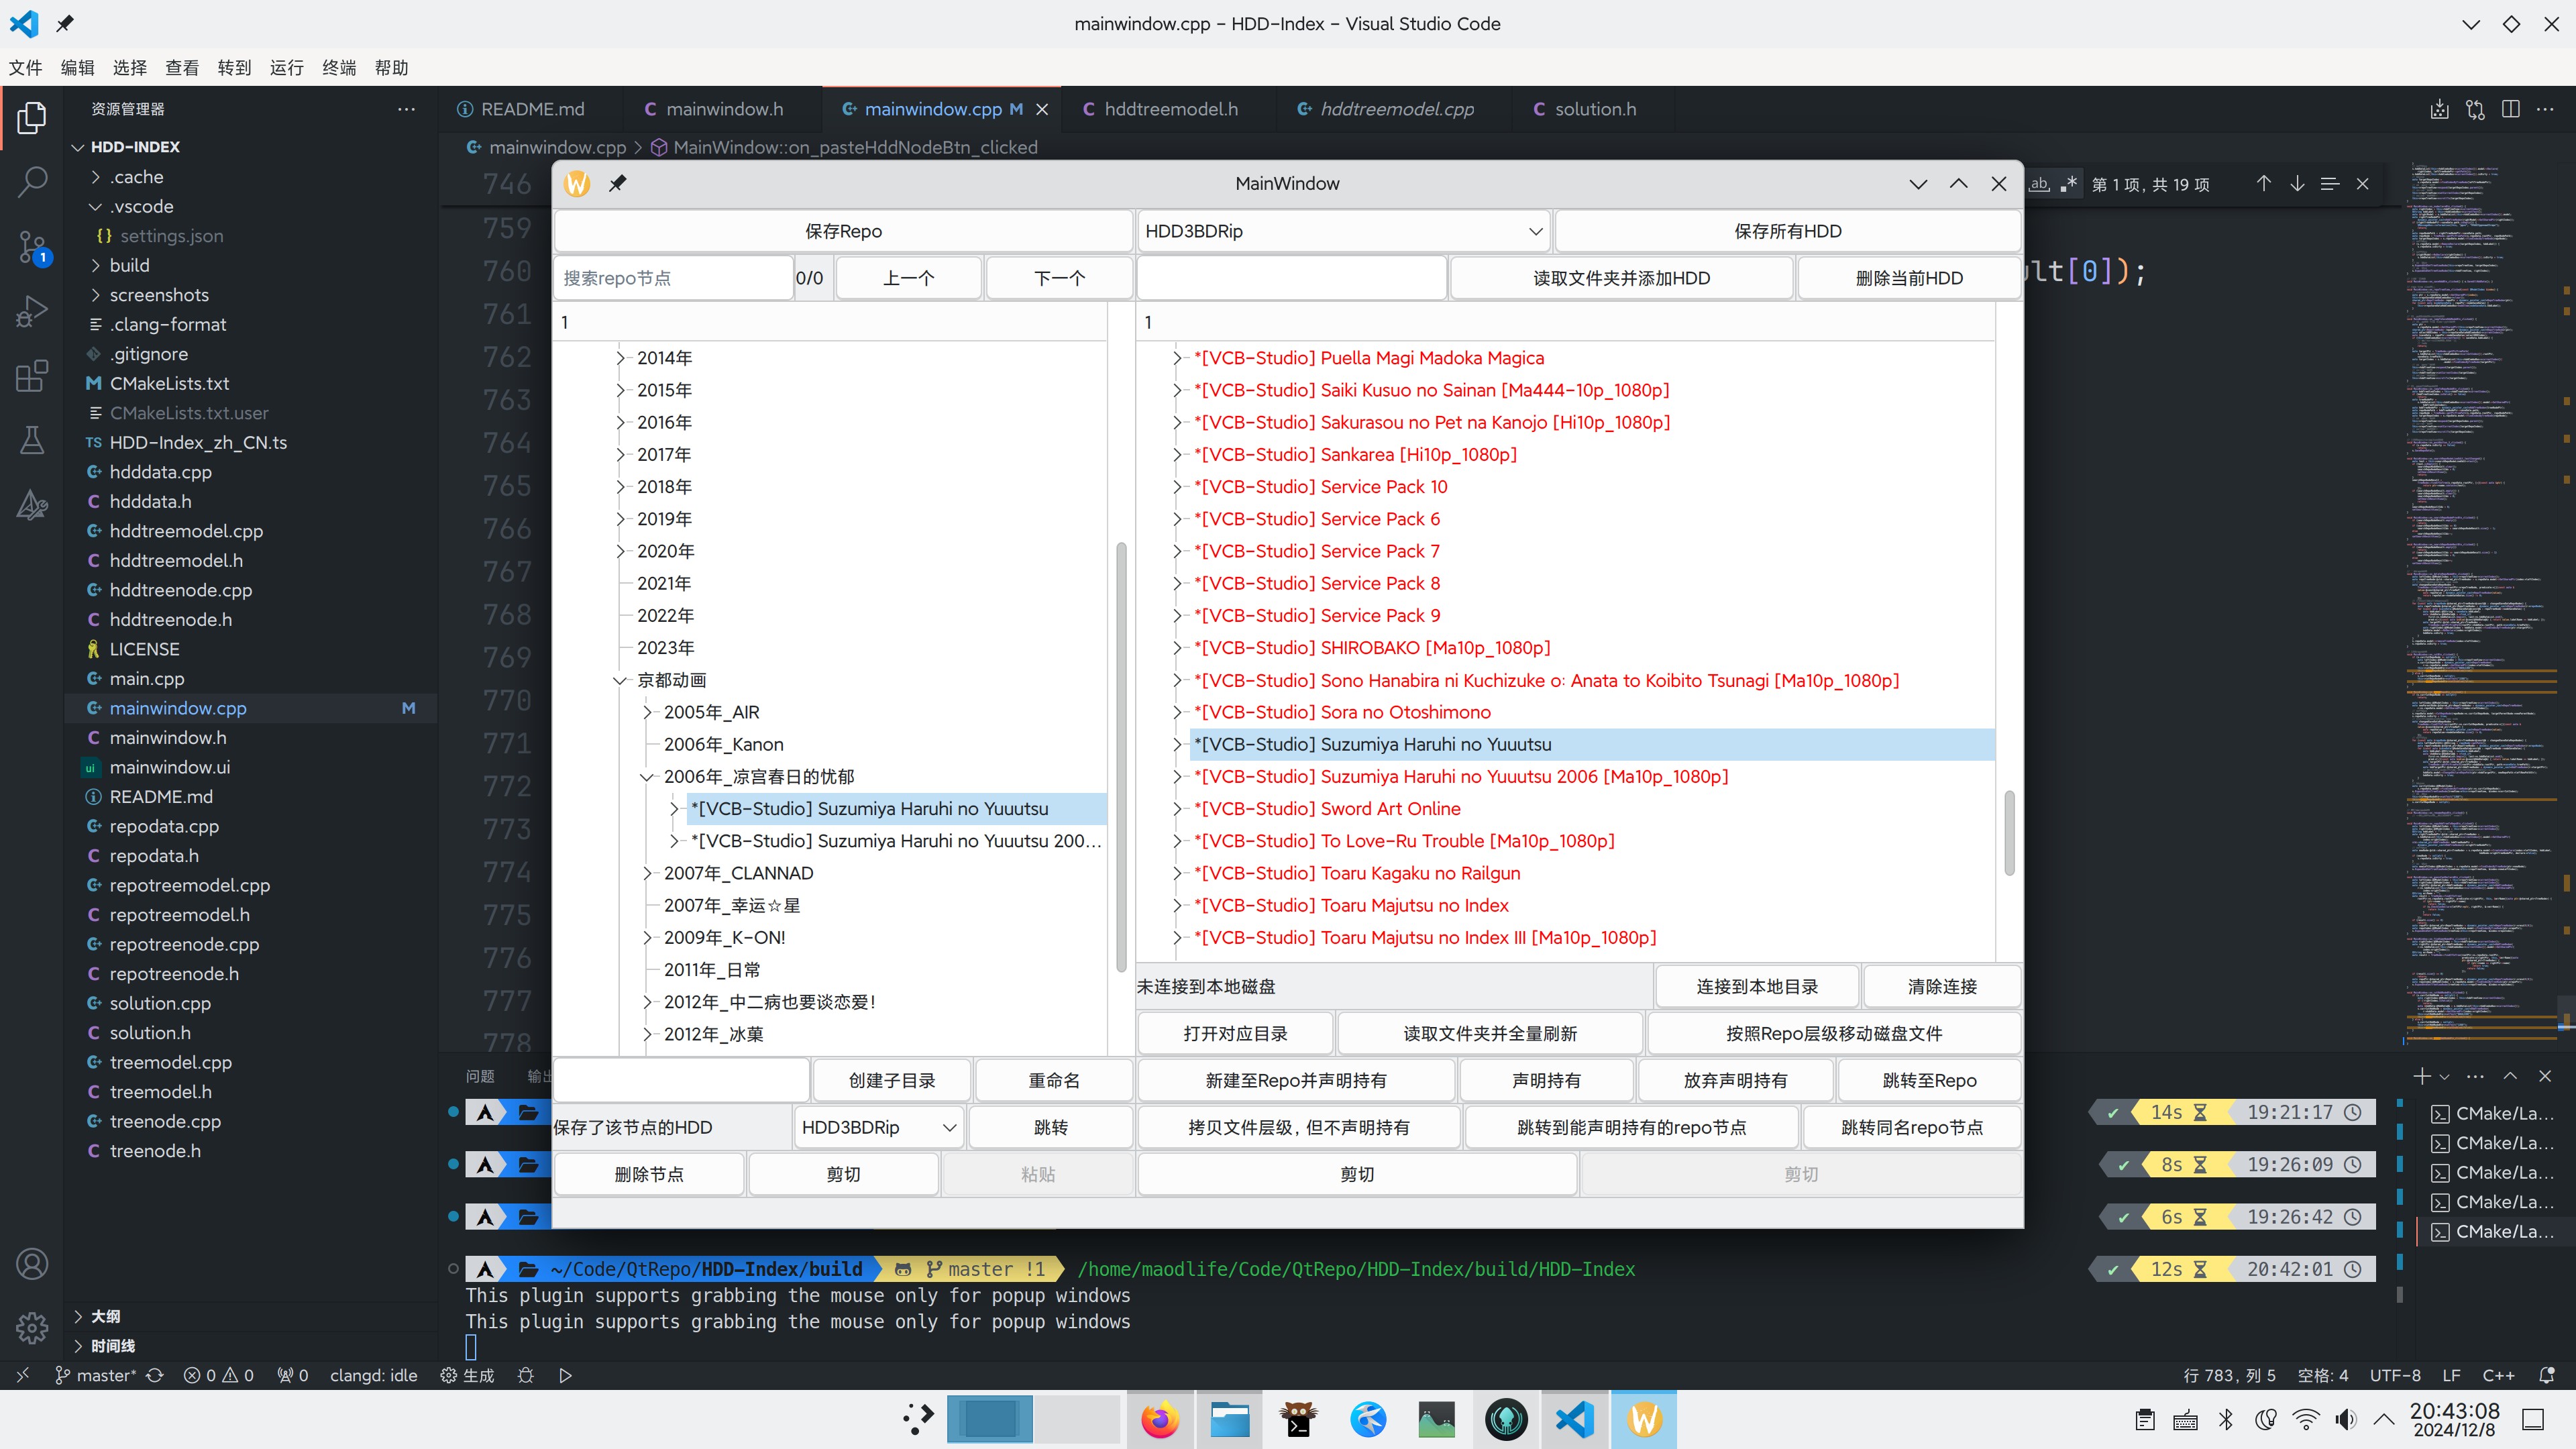 mainwindow.cpp - HDD-Index - Visual Studio Code
文件 编辑 选择 查看 转到 运行 终端 帮助
资源管理器
README.md
mainwindow.h
mainwindow.cpp M
hddtreemodel.h
hddtreemodel.cpp
solution.h
HDD-INDEX
mainwindow.cpp > MainWindow::on_pasteHddNodeBtn_clicked
.cache
.vscode
settings.json
build
screenshots
.clang-format
.gitignore
CMakeLists.txt
CMakeLists.txt.user
HDD-Index_zh_CN.ts
hdddata.cpp
hdddata.h
hddtreemodel.cpp
hddtreemodel.h
hddtreenode.cpp
hddtreenode.h
LICENSE
main.cpp
mainwindow.cpp M
mainwindow.h
mainwindow.ui
README.md
repodata.cpp
repodata.h
repotreemodel.cpp
repotreemodel.h
repotreenode.cpp
repotreenode.h
solution.cpp
solution.h
treemodel.cpp
treemodel.h
treenode.cpp
treenode.h
大纲
时间线
746
759
760
761
762
763
764
765
766
767
768
769
770
771
772
773
774
775
776
777
778
第 1 项, 共 19 项
ult[0]);
MainWindow
保存Repo
HDD3BDRip
保存所有HDD
搜索repo节点
0/0
上一个
下一个
读取文件夹并添加HDD
删除当前HDD
1
2014年
2015年
2016年
2017年
2018年
2019年
2020年
2021年
2022年
2023年
京都动画
2005年_AIR
2006年_Kanon
2006年_凉宫春日的忧郁
*[VCB-Studio] Suzumiya Haruhi no Yuuutsu
*[VCB-Studio] Suzumiya Haruhi no Yuuutsu 200...
2007年_CLANNAD
2007年_幸运☆星
2009年_K-ON!
2011年_日常
2012年_中二病也要谈恋爱!
2012年_冰菓
1
*[VCB-Studio] Puella Magi Madoka Magica
*[VCB-Studio] Saiki Kusuo no Sainan [Ma444-10p_1080p]
*[VCB-Studio] Sakurasou no Pet na Kanojo [Hi10p_1080p]
*[VCB-Studio] Sankarea [Hi10p_1080p]
*[VCB-Studio] Service Pack 10
*[VCB-Studio] Service Pack 6
*[VCB-Studio] Service Pack 7
*[VCB-Studio] Service Pack 8
*[VCB-Studio] Service Pack 9
*[VCB-Studio] SHIROBAKO [Ma10p_1080p]
*[VCB-Studio] Sono Hanabira ni Kuchizuke o: Anata to Koibito Tsunagi [Ma10p_1080p]
*[VCB-Studio] Sora no Otoshimono
*[VCB-Studio] Suzumiya Haruhi no Yuuutsu
*[VCB-Studio] Suzumiya Haruhi no Yuuutsu 2006 [Ma10p_1080p]
*[VCB-Studio] Sword Art Online
*[VCB-Studio] To Love-Ru Trouble [Ma10p_1080p]
*[VCB-Studio] Toaru Kagaku no Railgun
*[VCB-Studio] Toaru Majutsu no Index
*[VCB-Studio] Toaru Majutsu no Index III [Ma10p_1080p]
未连接到本地磁盘
连接到本地目录
清除连接
打开对应目录
读取文件夹并全量刷新
按照Repo层级移动磁盘文件
创建子目录
重命名
新建至Repo并声明持有
声明持有
放弃声明持有
跳转至Repo
保存了该节点的HDD
HDD3BDRip
跳转
拷贝文件层级, 但不声明持有
跳转到能声明持有的repo节点
跳转同名repo节点
删除节点
剪切
粘贴
剪切
剪切
问题
输出
14s 19:21:17
8s 19:26:09
6s 19:26:42
~/Code/QtRepo/HDD-Index/build master !1 /home/maodlife/Code/QtRepo/HDD-Index/build/HDD-Index
12s 20:42:01
This plugin supports grabbing the mouse only for popup windows
This plugin supports grabbing the mouse only for popup windows
CMake/La...
CMake/La...
CMake/La...
CMake/La...
CMake/La...
master* 0 0 0 clangd: idle 生成
行 783, 列 5 空格: 4 UTF-8 LF C++
20:43:08
2024/12/8